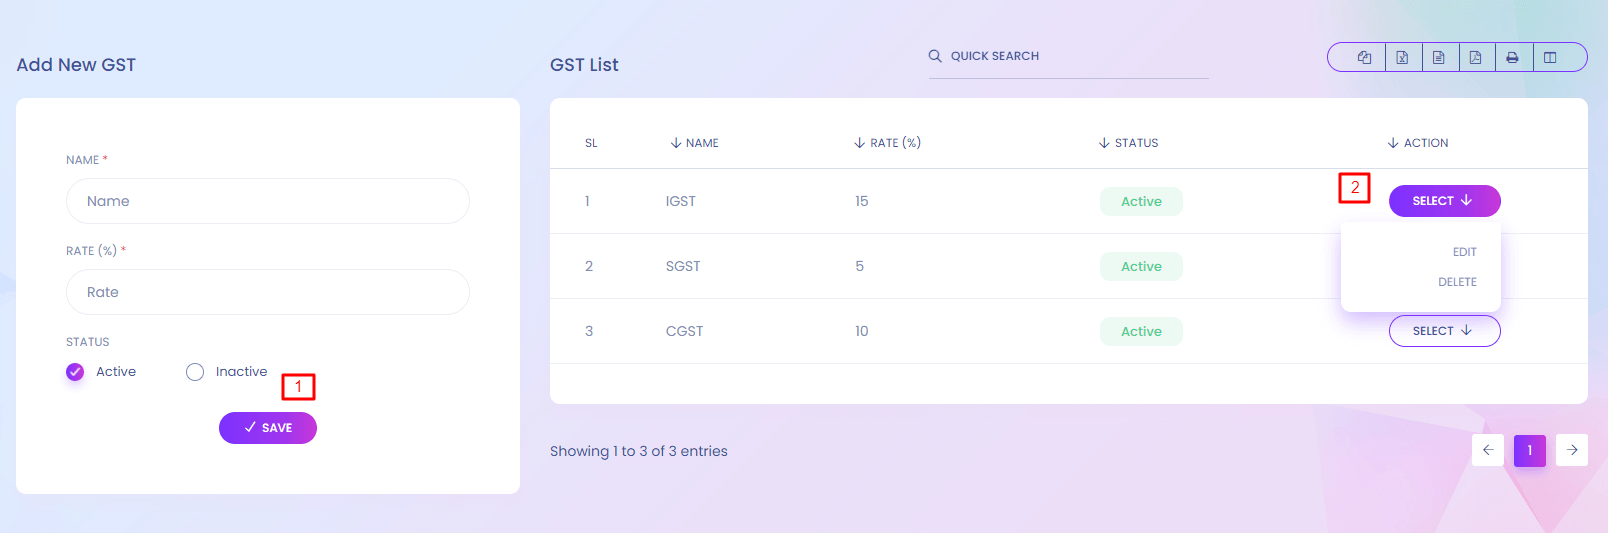 Add New GST
NAME *
Name
RATE (%) *
Rate
STATUS
Active Inactive
1
SAVE
GST List
QUICK SEARCH
SL NAME RATE (%) STATUS ACTION
2
1 IGST 15 Active SELECT
EDIT
2 SGST 5 Active
DELETE
3 CGST 10 Active SELECT
Showing 1 to 3 of 3 entries
1